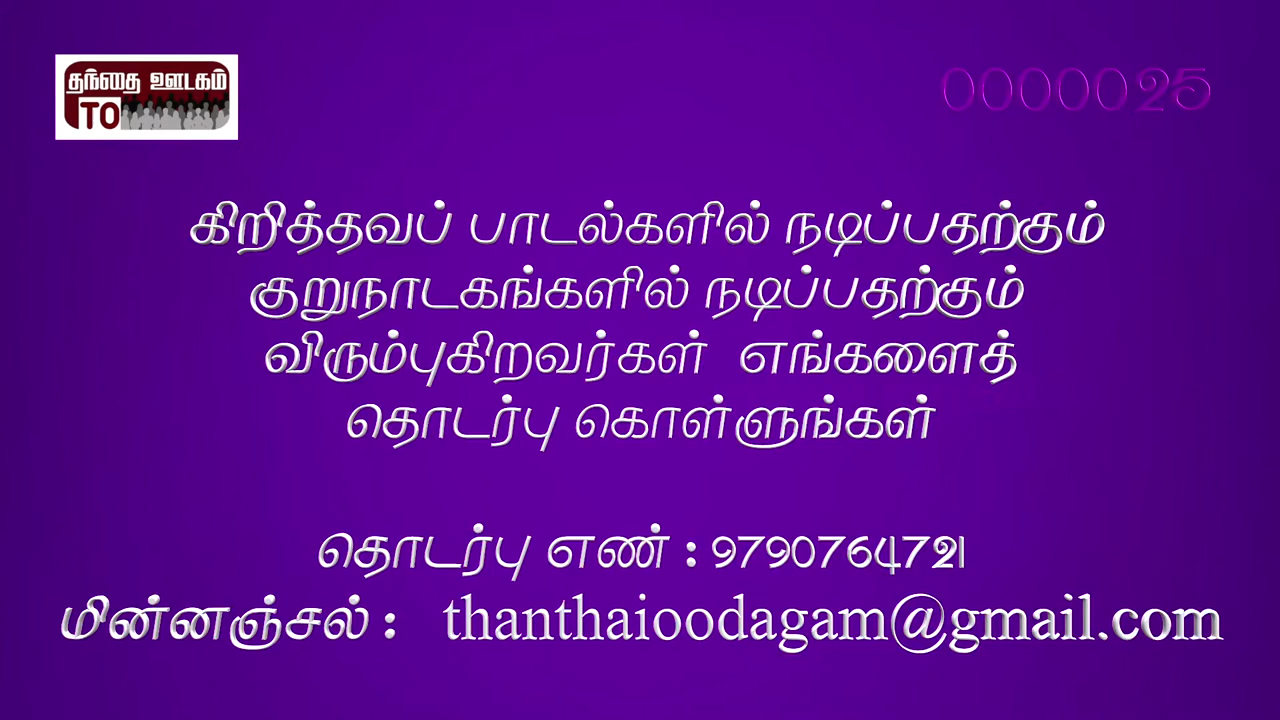 தந்தை ஊடகம்
TO
0000025
கிறித்தவப் பாடல்களில் நடிப்பதற்கும்
குறுநாடகங்களில் நடிப்பதற்கும்
விரும்புகிறவர்கள் எங்களைத்
தொடர்பு கொள்ளுங்கள்
தொடர்பு எண் : 9790764721
மின்னஞ்சல் : thanthaioodagam@gmail.com